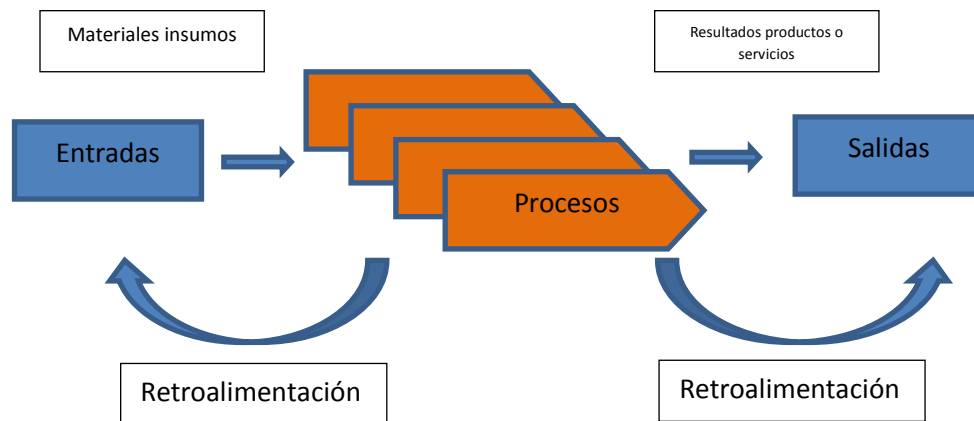 Materiales insumos
Resultados productos o
servicios
Entradas
Procesos
Salidas
Retroalimentación
Retroalimentación